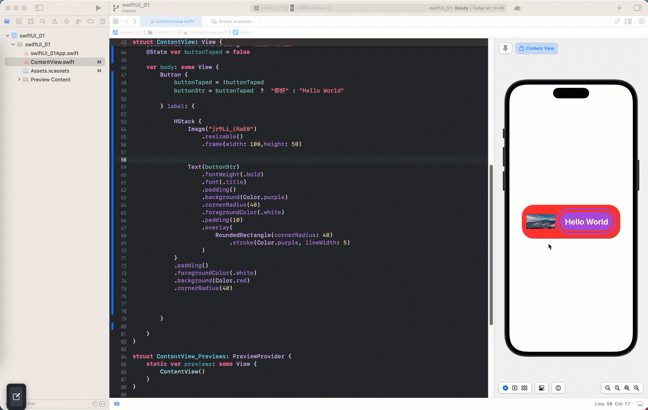 swiftUI_01
master
swiftUI_01: Ready | Today at 14:46
ContentView.swift
Assets.xcassets
swiftUI_01
swiftUI_01
swiftUI_01App.swift
ContentView.swift M
Assets.xcassets M
Preview Content
43 struct ContentView: View {
44 @State var buttonTaped = false
45
46 var body: some View {
47 Button {
48 buttonTaped = !buttonTaped
49 buttonStr = buttonTaped ? "你好" : "Hello World"
50
51 } label: {
52
53 HStack {
54 Image("jr9Li_iNaE0")
55 .resizable()
56 .frame(width: 100,height: 50)
57
58
59 Text(buttonStr)
60 .fontWeight(.bold)
61 .font(.title)
62 .padding()
63 .background(Color.purple)
64 .cornerRadius(40)
65 .foregroundColor(.white)
66 .padding(10)
67 .overlay(
68 RoundedRectangle(cornerRadius: 40)
69 .stroke(Color.purple, lineWidth: 5)
70 )
71 }
72 .padding()
73 .foregroundColor(.white)
74 .background(Color.red)
75 .cornerRadius(40)
76
77
78
79 }
80
81 }
82 }
83
84 struct ContentView_Previews: PreviewProvider {
85 static var previews: some View {
86 ContentView()
87 }
88 }
89
Content View
Hello World
Line: 58 Col: 17